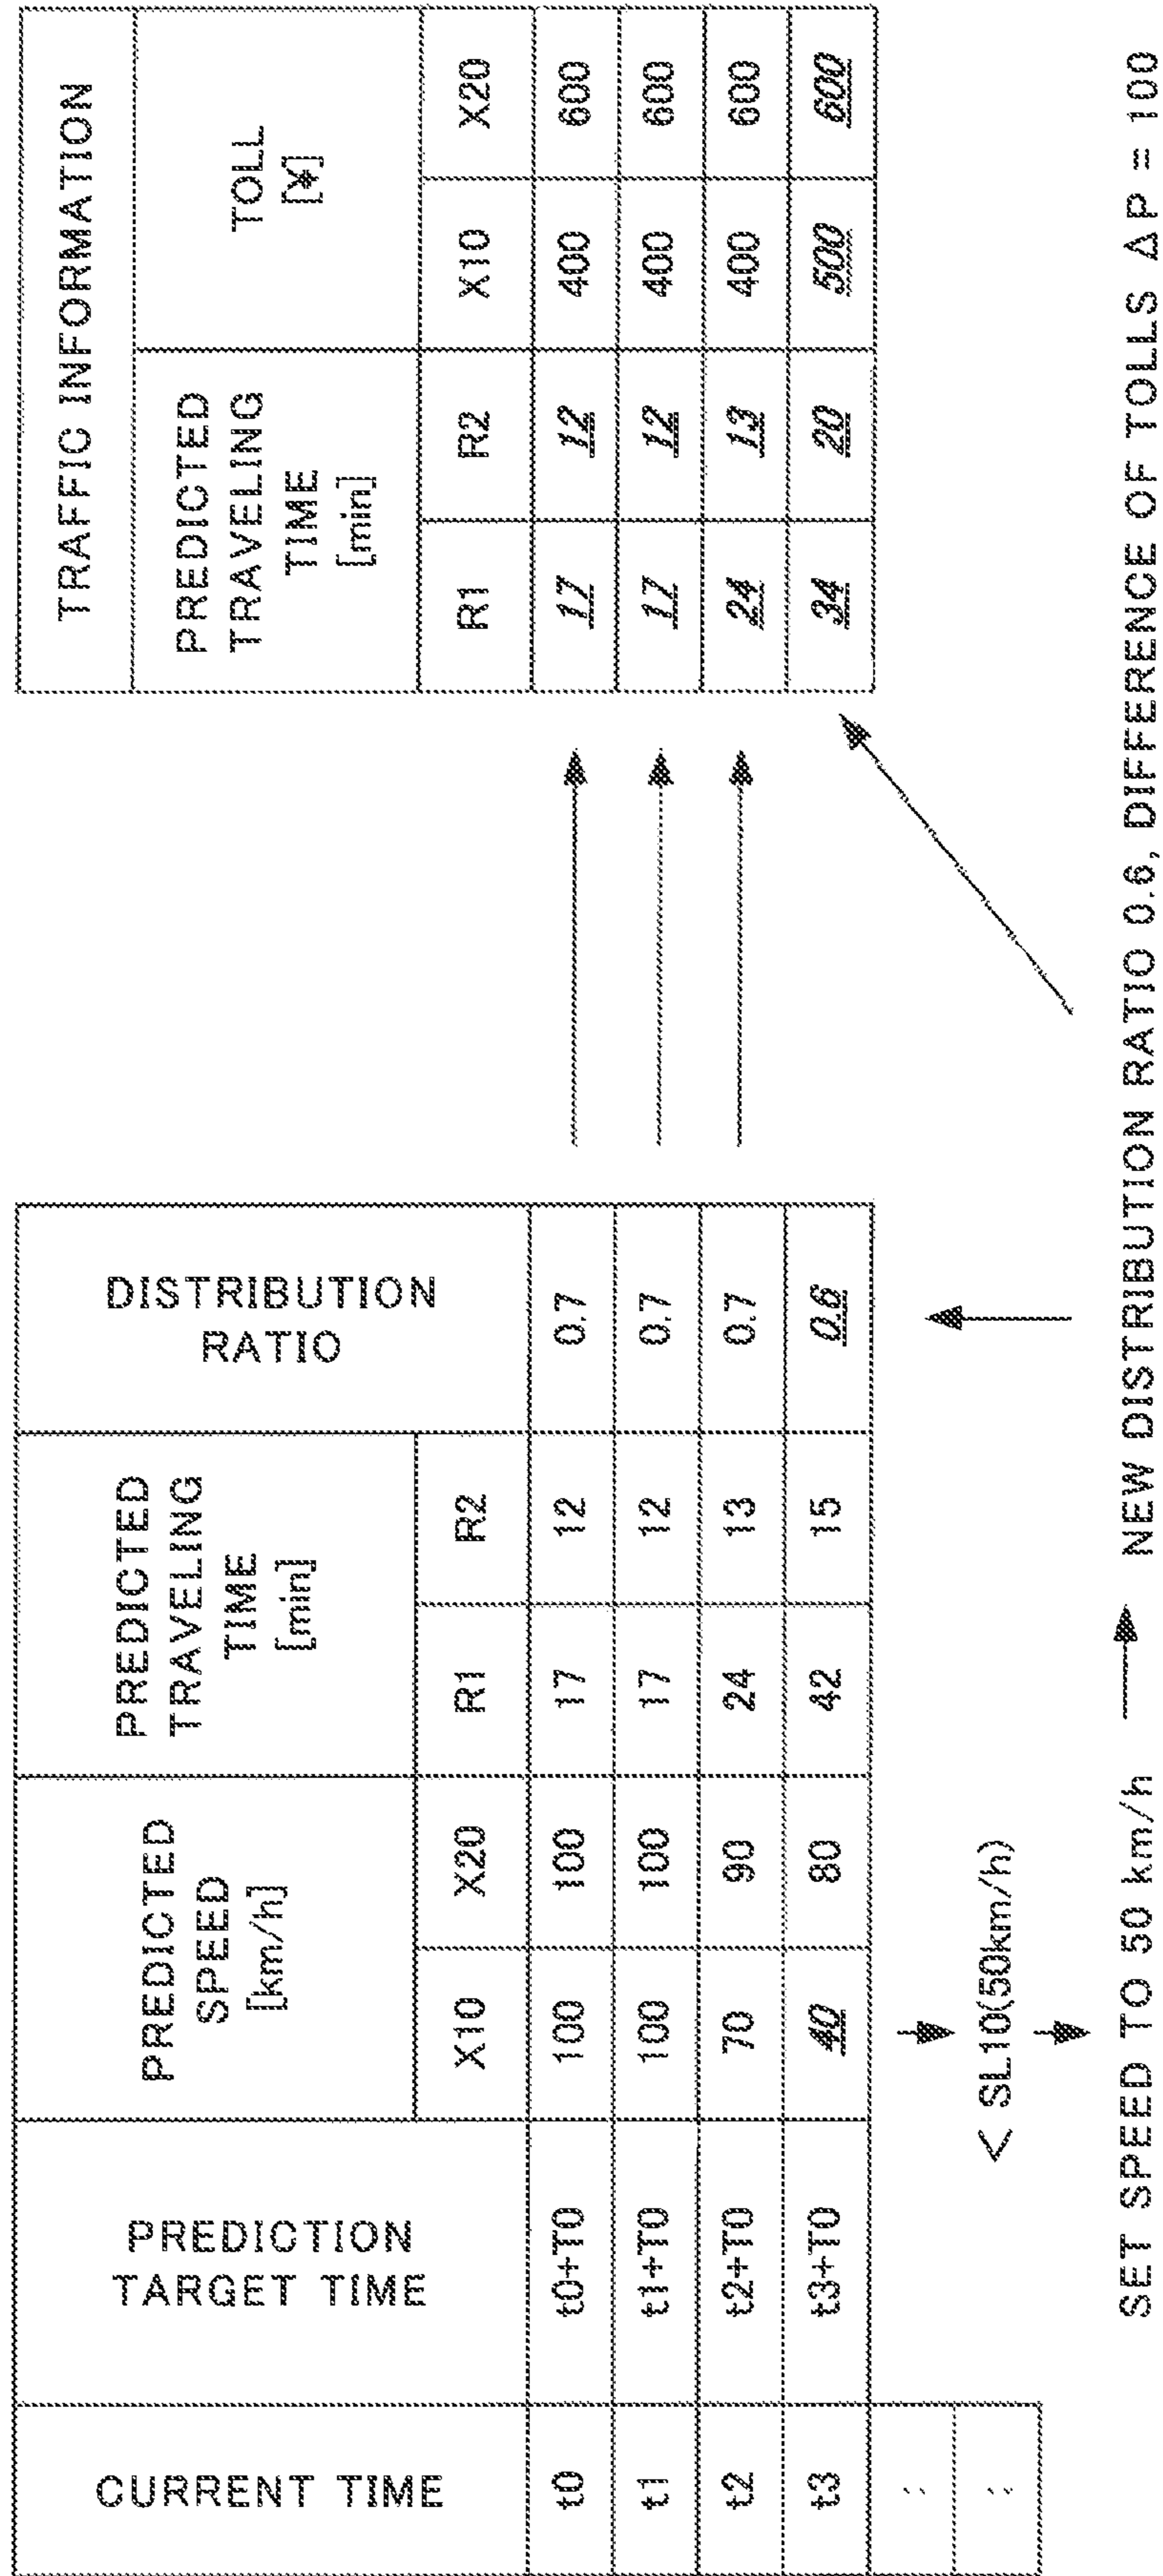 CURRENT TIME
PREDICTION
TARGET TIME
PREDICTED
SPEED
[km/h]
PREDICTED
TRAVELING
TIME
[min]
DISTRIBUTION
RATIO
X10 X20 R1 R2
t0 t0+T0 100 100 17 12 0.7
t1 t1+T0 100 100 17 12 0.7
t2 t2+T0 70 90 24 13 0.7
t3 t3+T0 40 80 42 15 0.6
TRAFFIC INFORMATION
PREDICTED
TRAVELING
TIME
[min]
TOLL
[¥]
R1 R2 X10 X20
17 12 400 600
17 12 400 600
24 13 400 600
34 20 500 600
< SL10(50km/h)
SET SPEED TO 50 km/h
NEW DISTRIBUTION RATIO 0.6, DIFFERENCE OF TOLLS ΔP = 100